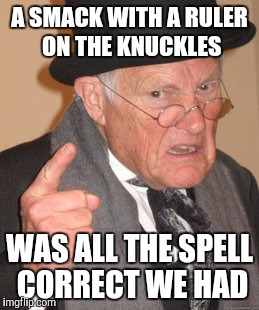 A SMACK WITH A RULER
ON THE KNUCKLES
WAS ALL THE SPELL
CORRECT WE HAD
imgflip.com